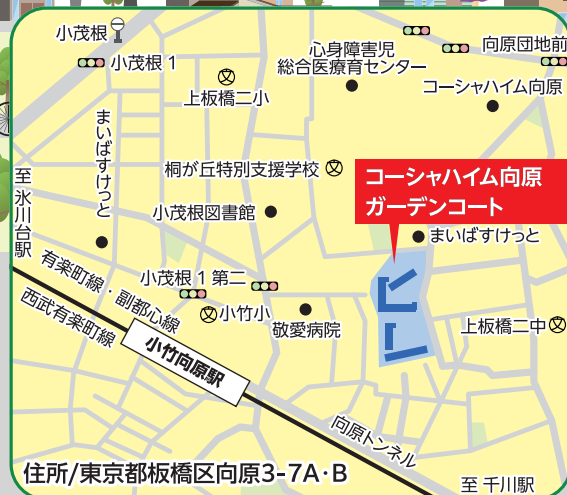 小茂根
小茂根 1
上板橋二小
心身障害児
総合医療育センター
向原団地前
コーシャハイム向原
まいばすけっと
桐が丘特別支援学校
コーシャハイム向原
ガーデンコート
至 氷川台駅
小茂根図書館
まいばすけっと
有楽町線・副都心線
小茂根 1 第二
西武有楽町線
小竹小
敬愛病院
上板橋二中
小竹向原駅
向原トンネル
住所/東京都板橋区向原3-7A・B
至 千川駅